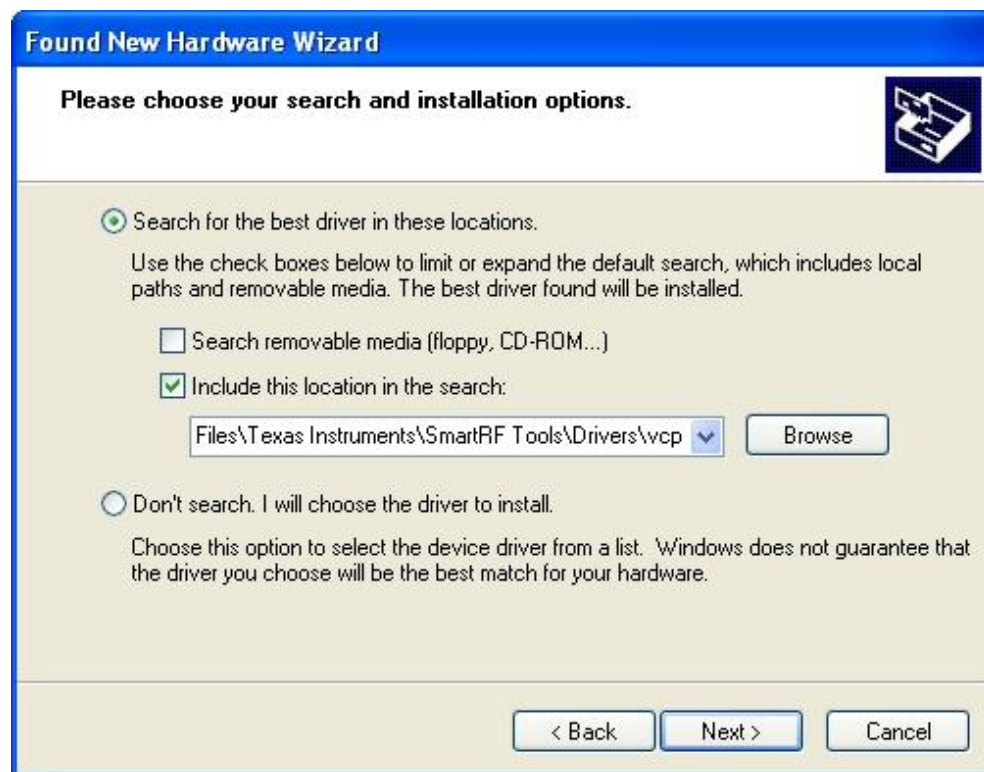 Found New Hardware Wizard
Please choose your search and installation options.
Search for the best driver in these locations.
Use the check boxes below to limit or expand the default search, which includes local
paths and removable media. The best driver found will be installed.
Search removable media (floppy, CD-ROM...)
Include this location in the search:
Files\Texas Instruments\SmartRF Tools\Drivers\vcp
Browse
Don't search. I will choose the driver to install.
Choose this option to select the device driver from a list. Windows does not guarantee that
the driver you choose will be the best match for your hardware.
< Back
Next >
Cancel